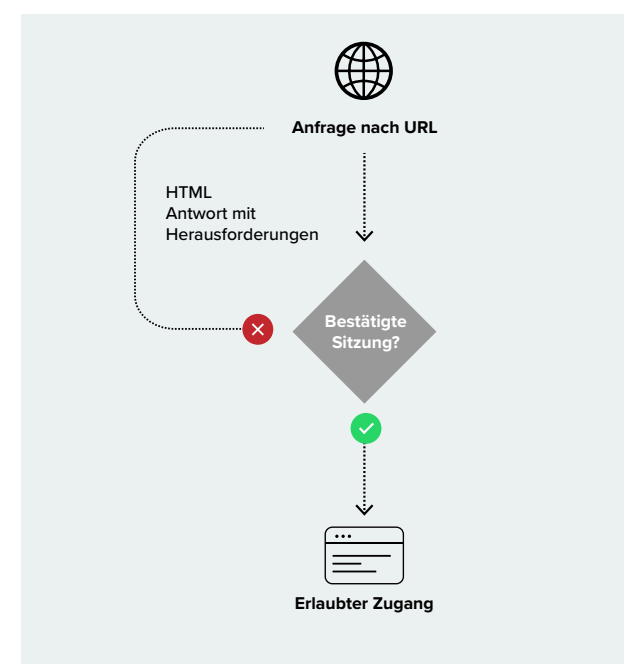 Anfrage nach URL
HTML
Antwort mit
Herausforderungen
Bestätigte
Sitzung?
Erlaubter Zugang